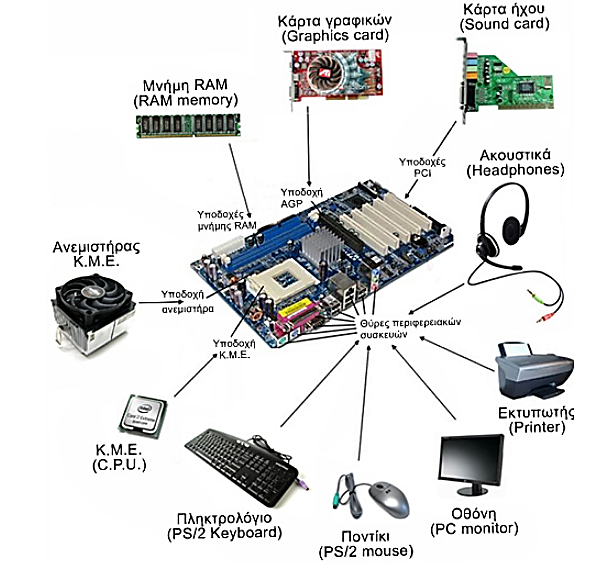 Κάρτα γραφικών
(Graphics card)
Κάρτα ήχου
(Sound card)
Μνήμη RAM
(RAM memory)
Ακουστικά
(Headphones)
Υποδοχές
PCI
Υποδοχή
AGP
Υποδοχές
μνήμης RAM
Ανεμιστήρας
Κ.Μ.Ε.
Υποδοχή
ανεμιστήρα
Θύρες περιφερειακών
συσκευών
Υποδοχή
Κ.Μ.Ε.
Εκτυπωτής
(Printer)
Κ.Μ.Ε.
(C.P.U.)
Πληκτρολόγιο
(PS/2 Keyboard)
Ποντίκι
(PS/2 mouse)
Οθόνη
(PC monitor)